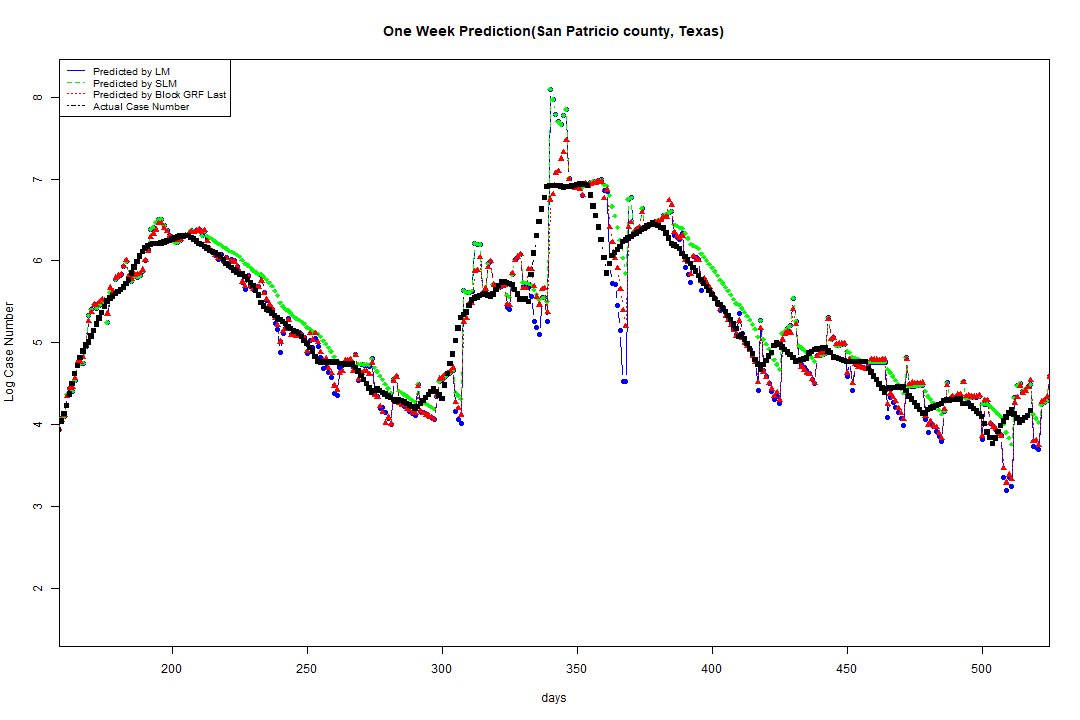 One Week Prediction(San Patricio county, Texas)
Predicted by LM
Predicted by SLM
Predicted by Block GRF Last
Actual Case Number
8
7
6
5
4
3
2
Log Case Number
200 250 300 350 400 450 500
days